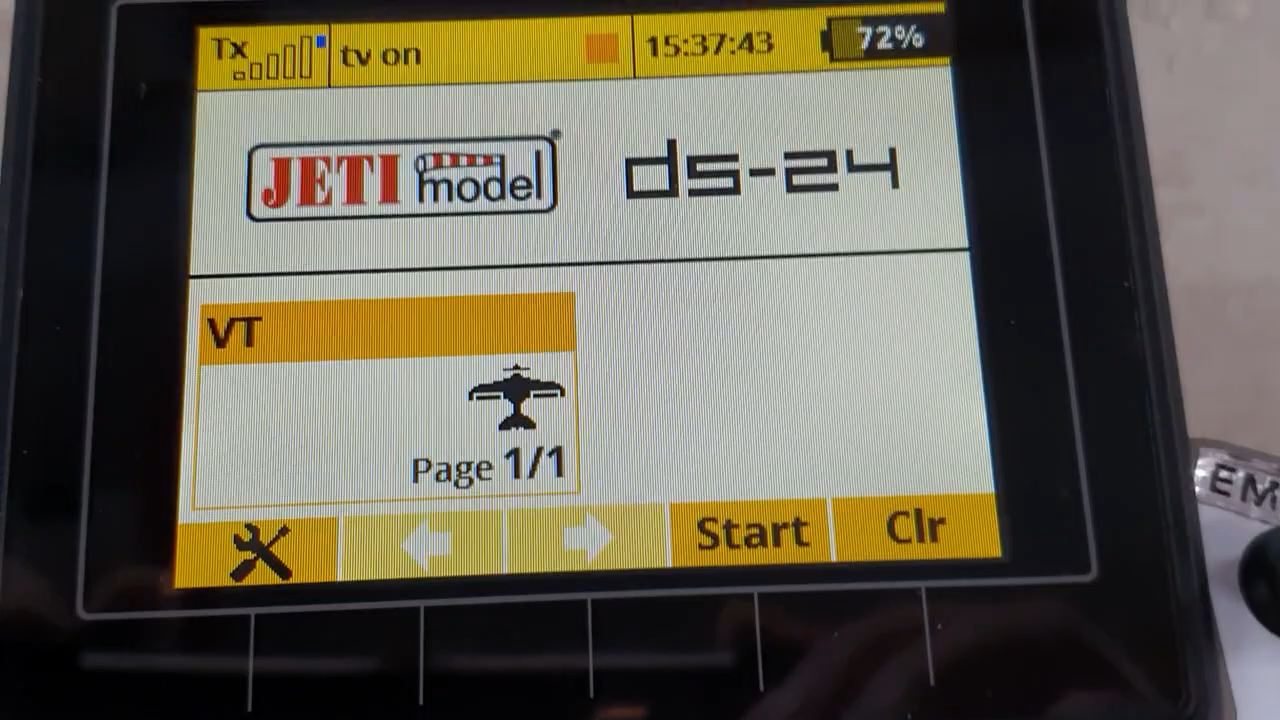 Tx tv on 15:37:43 72%
JETI model ds-24
VT
Page 1/1
Start Clr
EM